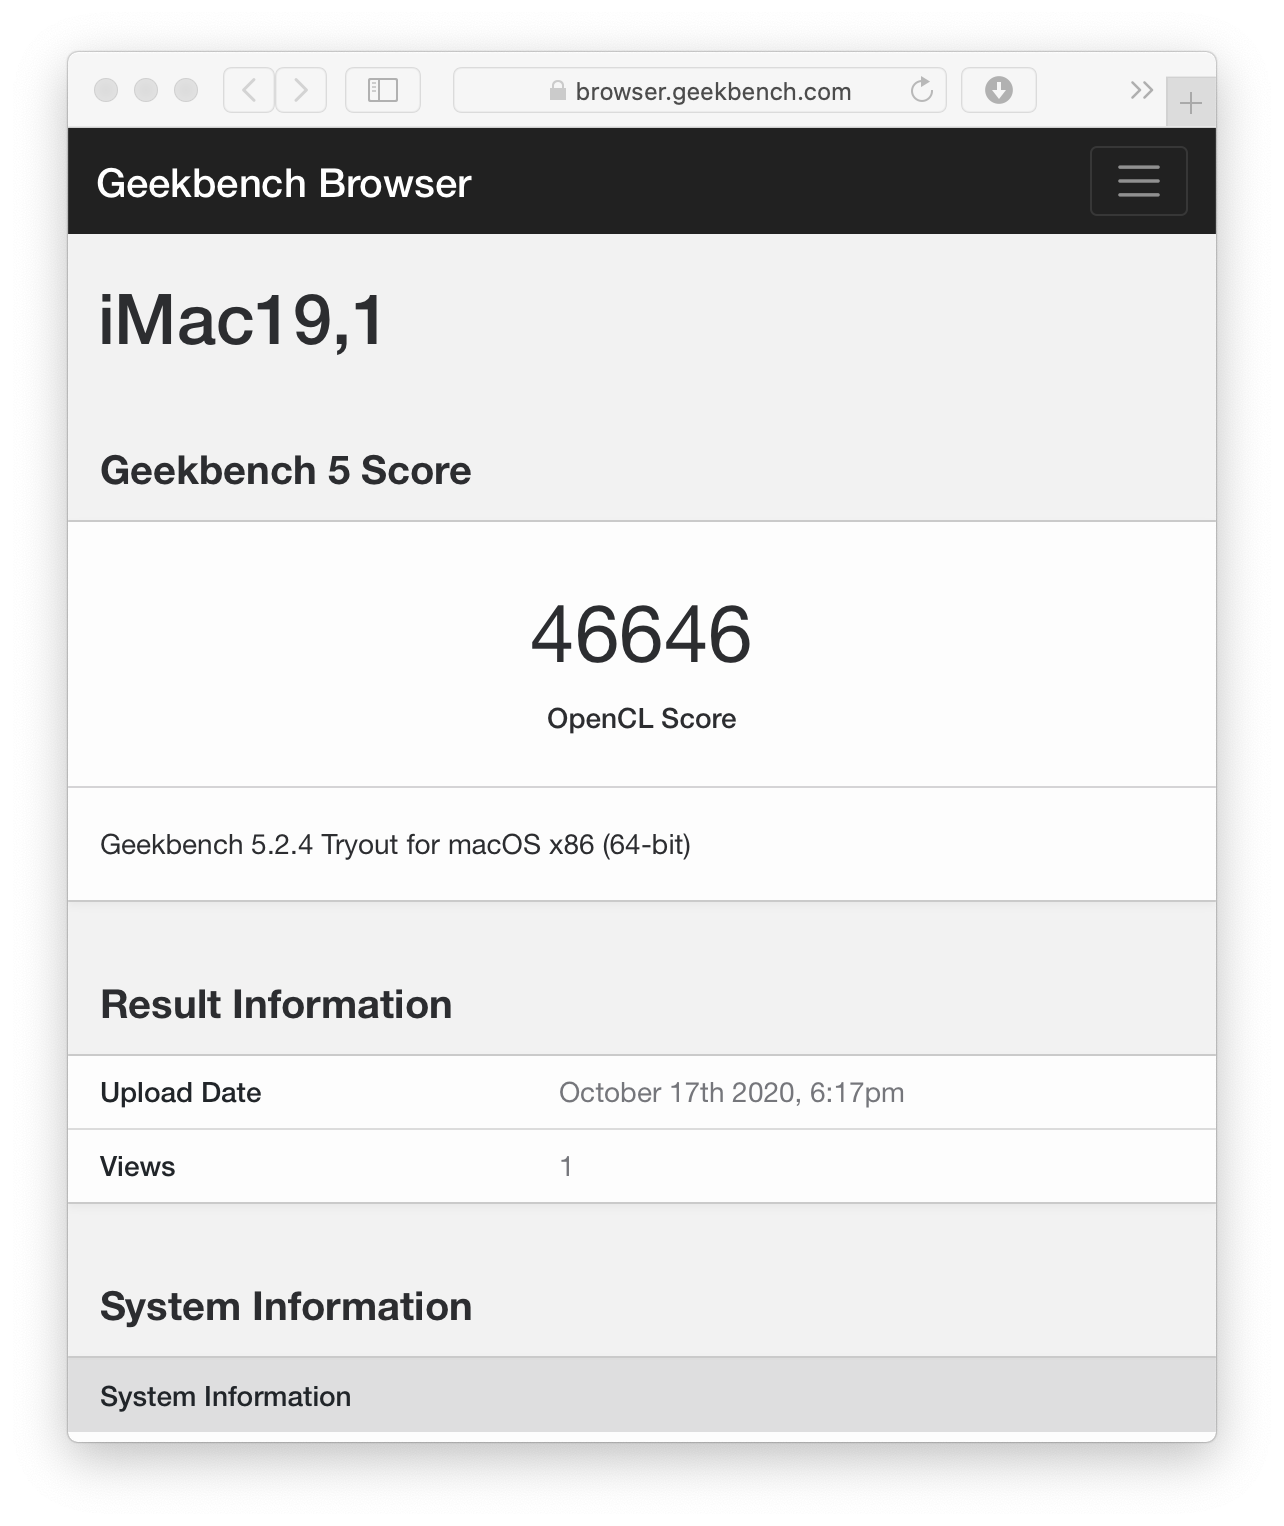 browser.geekbench.com
Geekbench Browser
iMac19,1
Geekbench 5 Score
46646
OpenCL Score
Geekbench 5.2.4 Tryout for macOS x86 (64-bit)
Result Information
Upload Date October 17th 2020, 6:17pm
Views 1
System Information
System Information